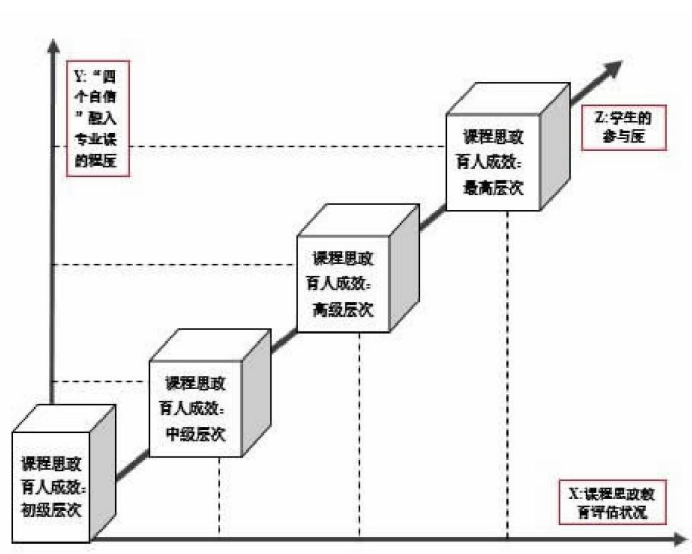 Y:“四
个自信
”融入
专业课
的程度
Z:学生的
参与度
课程思政
育人成效:
最高层次
课程思政
育人成效:
高级层次
课程思政
育人成效:
中级层次
课程思政
育人成效:
初级层次
X:课程思政教
育评估状况